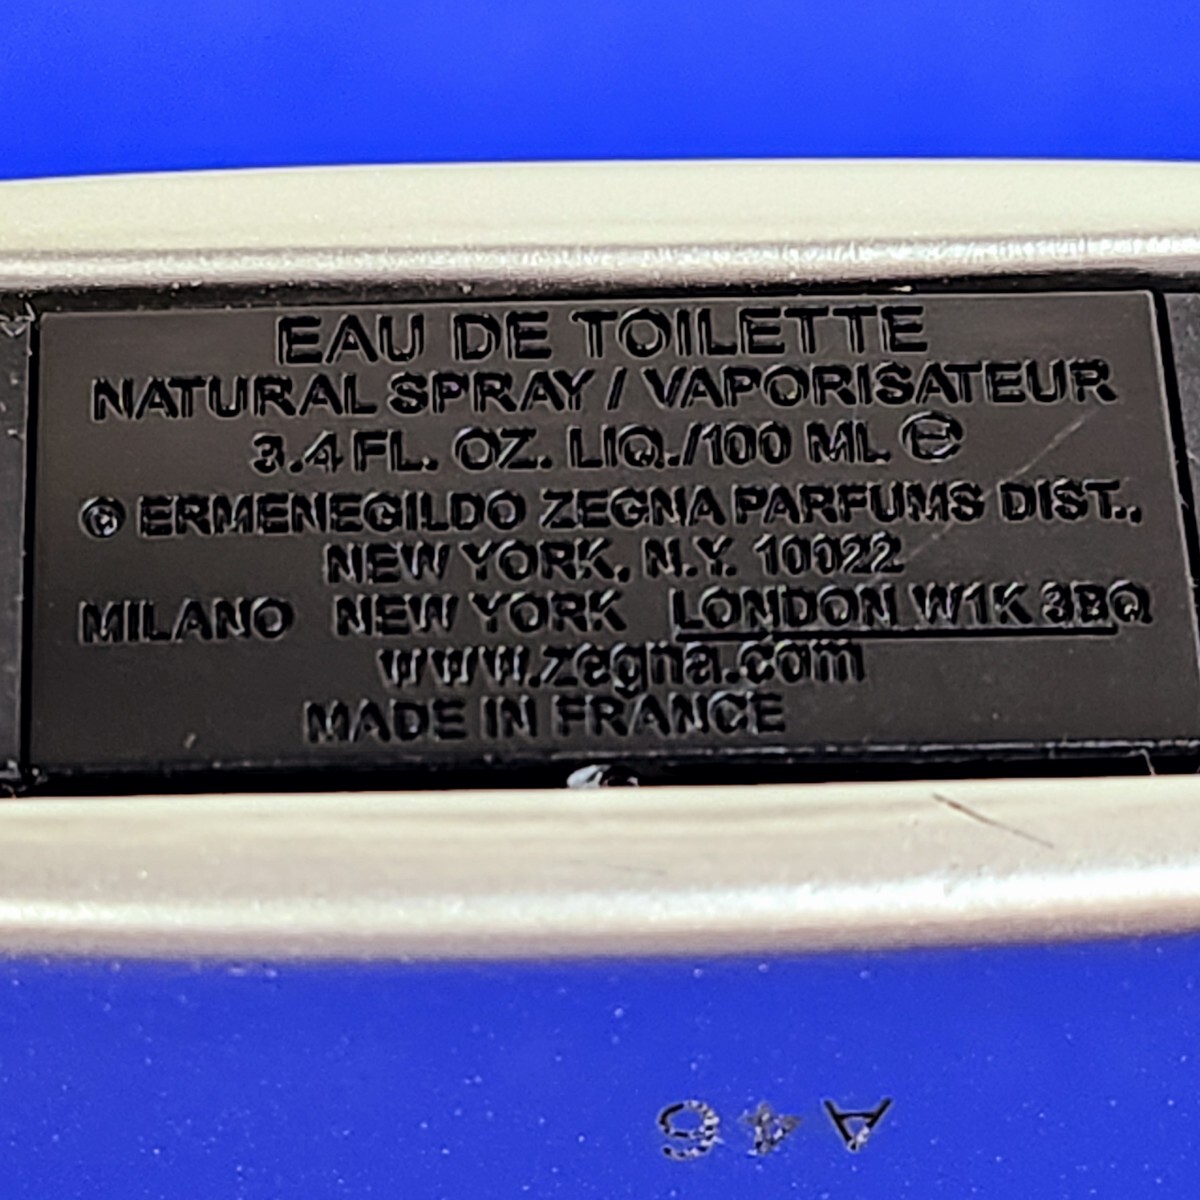 EAU DE TOILETTE
NATURAL SPRAY / VAPORISATEUR
3.4 FL. OZ. LIQ./100 ML ℮
© ERMENEGILDO ZEGNA PARFUMS DIST.,
NEW YORK, N.Y. 10022
MILANO NEW YORK LONDON W1K 3BQ
www.zegna.com
MADE IN FRANCE
A46